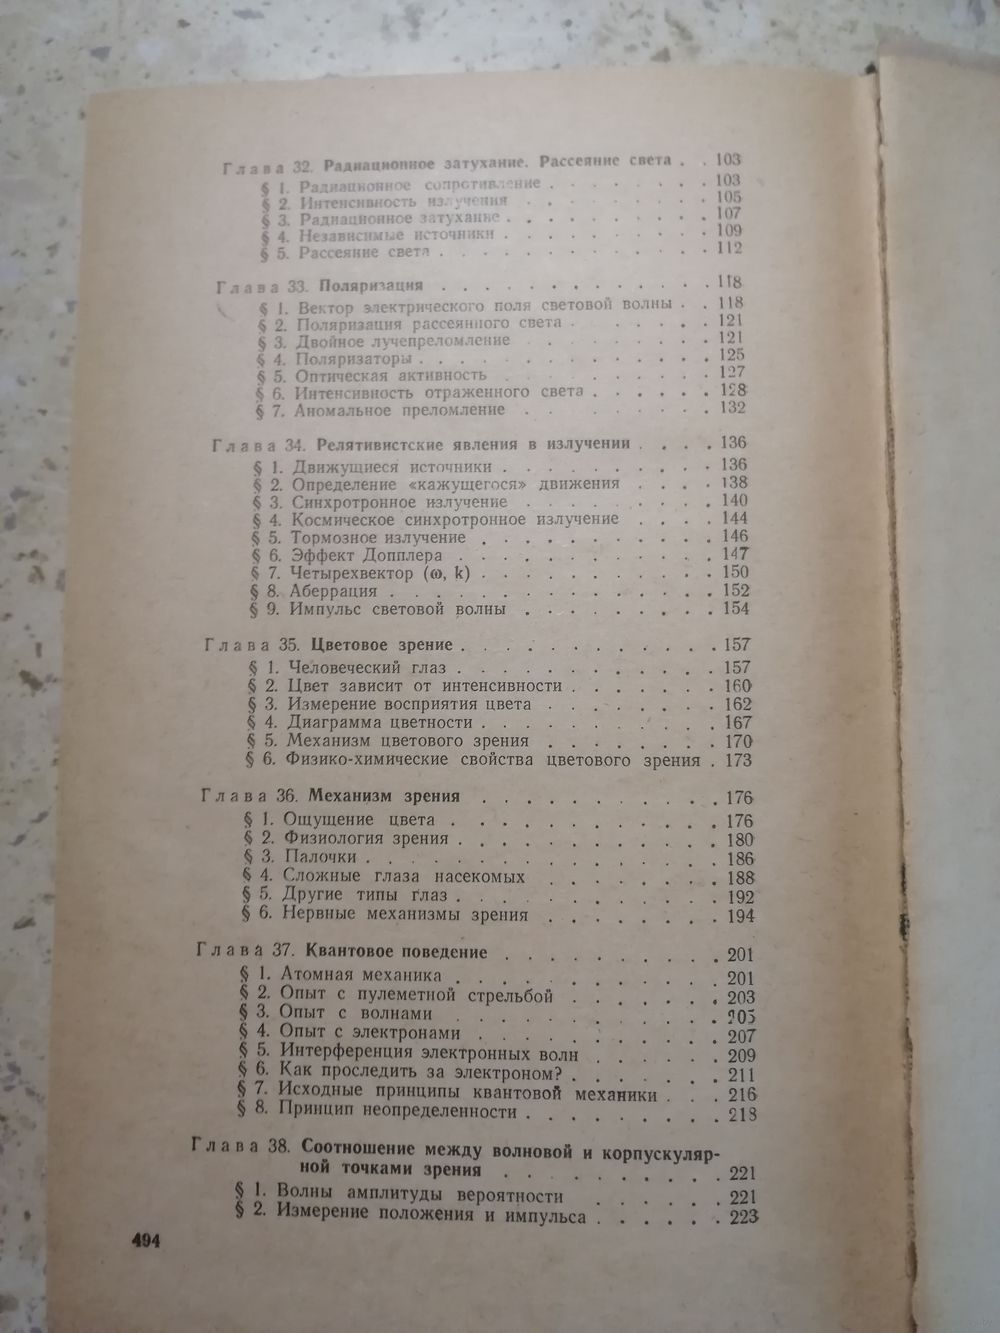 Глава 32. Радиационное затухание. Рассеяние света . . 103
§ 1. Радиационное сопротивление . . . . . . . 103
§ 2. Интенсивность излучения . . . . . . . . 105
§ 3. Радиационное затухание . . . . . . . . . 107
§ 4. Независимые источники . . . . . . . . . 109
§ 5. Рассеяние света . . . . . . . . . . . . 112
Глава 33. Поляризация . . . . . . . . . . . . 118
§ 1. Вектор электрического поля световой волны . . 118
§ 2. Поляризация рассеянного света . . . . . . 121
§ 3. Двойное лучепреломление . . . . . . . . 121
§ 4. Поляризаторы . . . . . . . . . . . . . 125
§ 5. Оптическая активность . . . . . . . . . 127
§ 6. Интенсивность отраженного света . . . . . . 128
§ 7. Аномальное преломление . . . . . . . . 132
Глава 34. Релятивистские явления в излучении . . . . 136
§ 1. Движущиеся источники . . . . . . . . . 136
§ 2. Определение «кажущегося» движения . . . . 138
§ 3. Синхротронное излучение . . . . . . . . 140
§ 4. Космическое синхротронное излучение . . . . 144
§ 5. Тормозное излучение . . . . . . . . . . 146
§ 6. Эффект Допплера . . . . . . . . . . . 147
§ 7. Четырехвектор (ω, k) . . . . . . . . . . 150
§ 8. Аберрация . . . . . . . . . . . . . . 152
§ 9. Импульс световой волны . . . . . . . . 154
Глава 35. Цветовое зрение . . . . . . . . . . . 157
§ 1. Человеческий глаз . . . . . . . . . . . 157
§ 2. Цвет зависит от интенсивности . . . . . . . 160
§ 3. Измерение восприятия цвета . . . . . . . 162
§ 4. Диаграмма цветности . . . . . . . . . . 167
§ 5. Механизм цветового зрения . . . . . . . . 170
§ 6. Физико-химические свойства цветового зрения . 173
Глава 36. Механизм зрения . . . . . . . . . . 176
§ 1. Ощущение цвета . . . . . . . . . . . 176
§ 2. Физиология зрения . . . . . . . . . . . 180
§ 3. Палочки . . . . . . . . . . . . . . . 186
§ 4. Сложные глаза насекомых . . . . . . . . 188
§ 5. Другие типы глаз . . . . . . . . . . . 192
§ 6. Нервные механизмы зрения . . . . . . . . 194
Глава 37. Квантовое поведение . . . . . . . . . . 201
§ 1. Атомная механика . . . . . . . . . . . 201
§ 2. Опыт с пулеметной стрельбой . . . . . . . 203
§ 3. Опыт с волнами . . . . . . . . . . . . 205
§ 4. Опыт с электронами . . . . . . . . . . 207
§ 5. Интерференция электронных волн . . . . . . 209
§ 6. Как проследить за электроном? . . . . . . . 211
§ 7. Исходные принципы квантовой механики . . . 216
§ 8. Принцип неопределенности . . . . . . . . . 218
Глава 38. Соотношение между волновой и корпускуляр-
ной точками зрения . . . . . . . . . 221
§ 1. Волны амплитуды вероятности . . . . . . 221
§ 2. Измерение положения и импульса . . . . . . 223
494